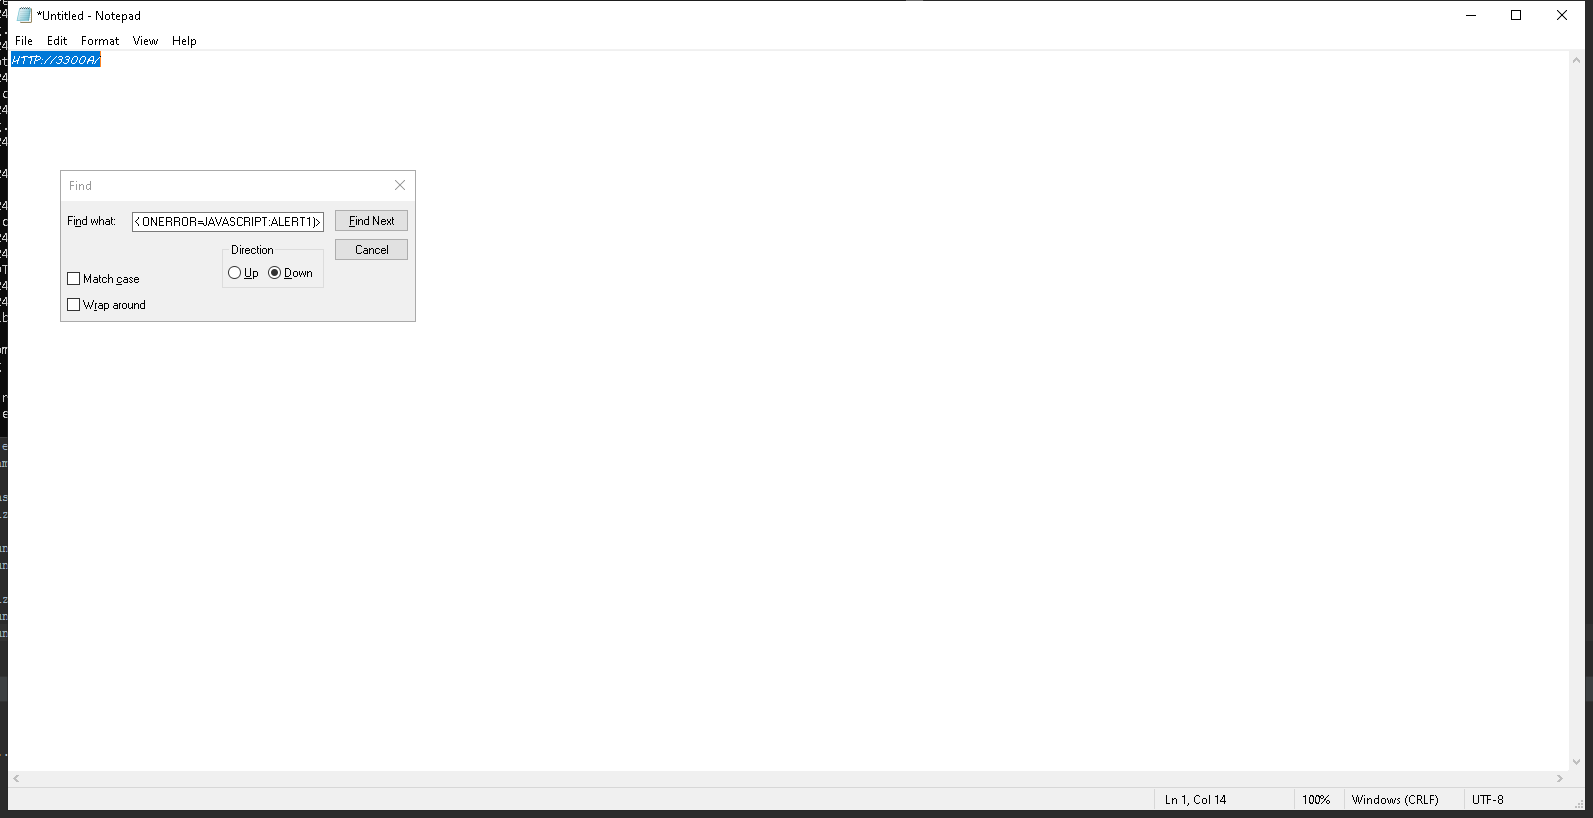 *Untitled - Notepad
File Edit Format View Help
HTTP://3300A/
Find
Find what: < ONERROR=JAVASCRIPT:ALERT1)> Find Next
Direction Cancel
Up Down
Match case
Wrap around
Ln 1, Col 14 100% Windows (CRLF) UTF-8